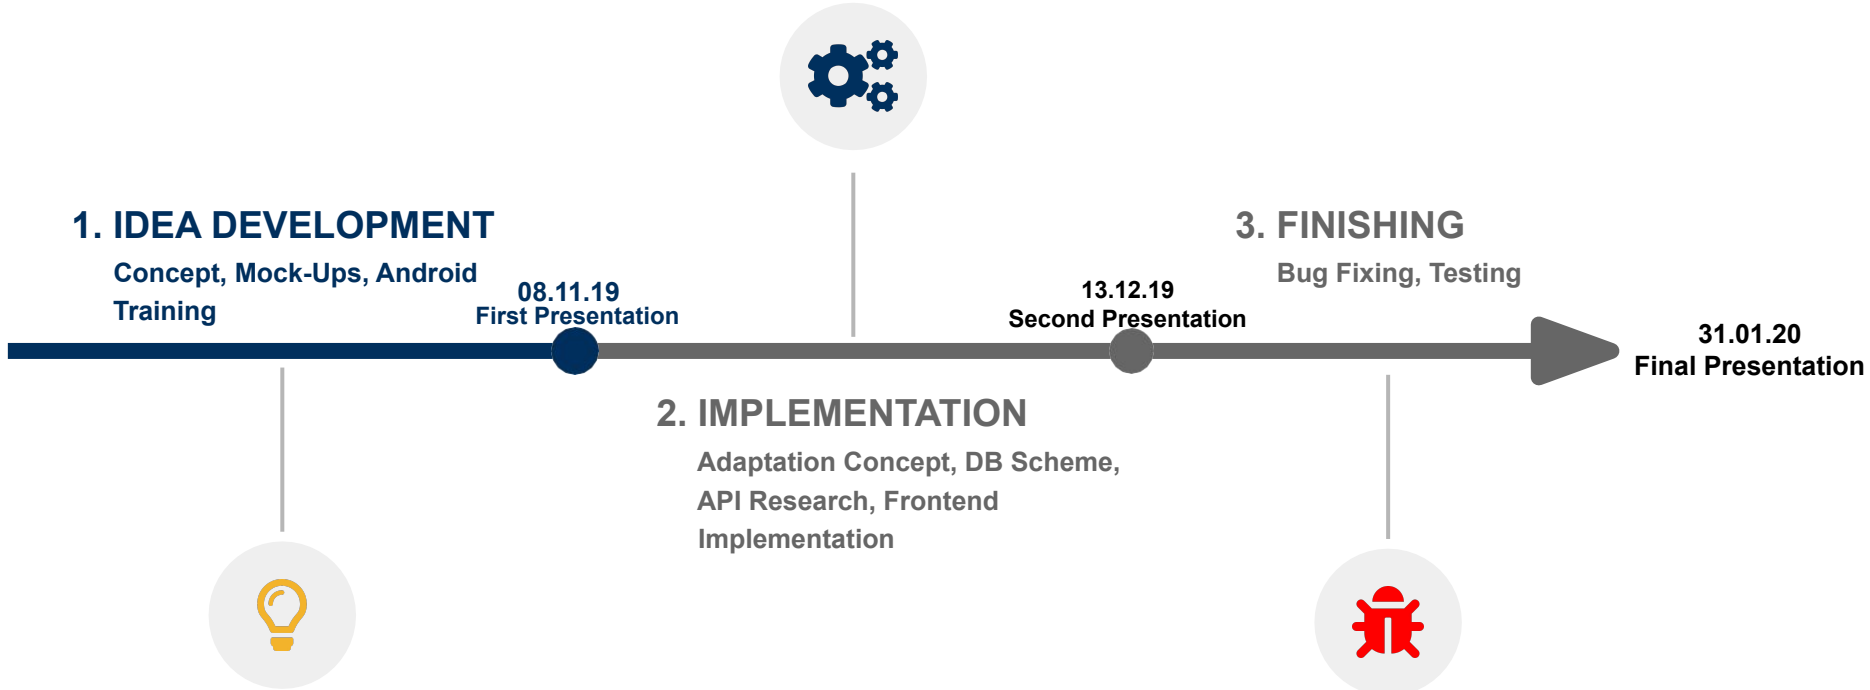 1. IDEA DEVELOPMENT
Concept, Mock-Ups, Android
Training
08.11.19
First Presentation
2. IMPLEMENTATION
Adaptation Concept, DB Scheme,
API Research, Frontend
Implementation
13.12.19
Second Presentation
3. FINISHING
Bug Fixing, Testing
31.01.20
Final Presentation